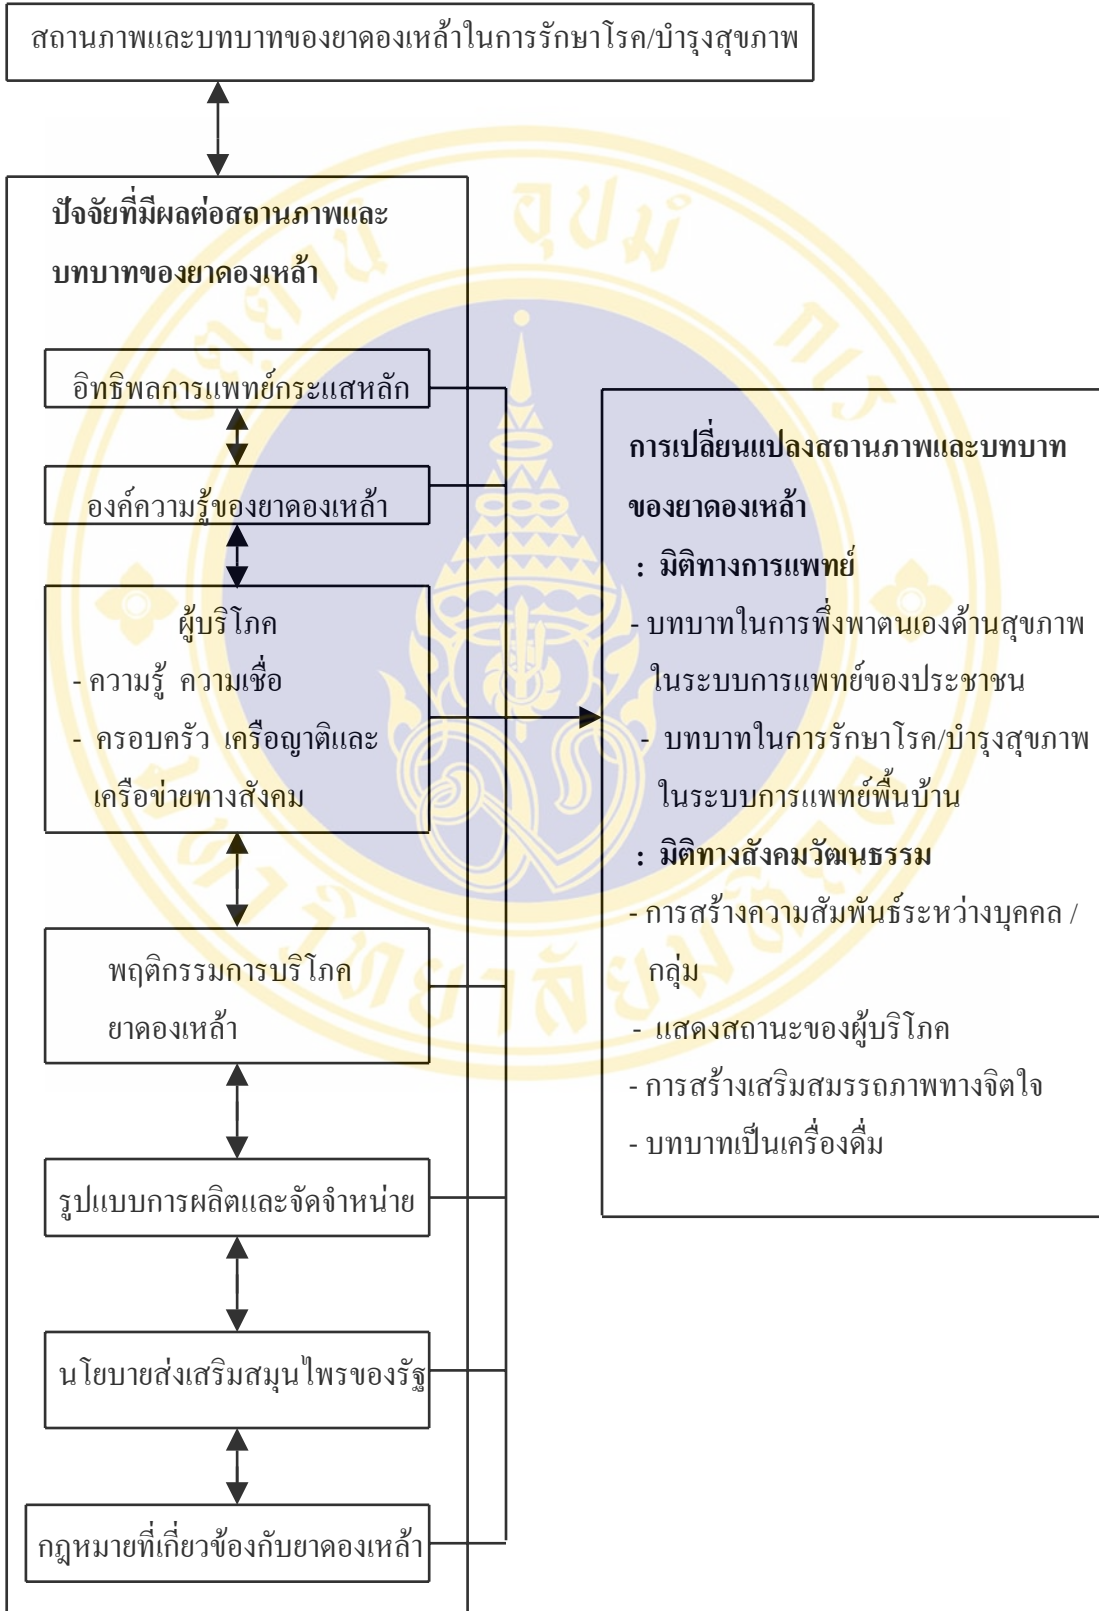 สถานภาพและบทบาทของยาดองเหล้าในการรักษาโรค/บำรุงสุขภาพ
ปัจจัยที่มีผลต่อสถานภาพและ
บทบาทของยาดองเหล้า
อิทธิพลการแพทย์กระแสหลัก
องค์ความรู้ของยาดองเหล้า
ผู้บริโภค
- ความรู้ ความเชื่อ
- ครอบครัว เครือญาติและ
เครือข่ายทางสังคม
พฤติกรรมการบริโภค
ยาดองเหล้า
รูปแบบการผลิตและจัดจำหน่าย
นโยบายส่งเสริมสมุนไพรของรัฐ
กฎหมายที่เกี่ยวข้องกับยาดองเหล้า
การเปลี่ยนแปลงสถานภาพและบทบาท
ของยาดองเหล้า
: มิติทางการแพทย์
- บทบาทในการพึ่งพาตนเองด้านสุขภาพ
ในระบบการแพทย์ของประชาชน
- บทบาทในการรักษาโรค/บำรุงสุขภาพ
ในระบบการแพทย์พื้นบ้าน
: มิติทางสังคมวัฒนธรรม
- การสร้างความสัมพันธ์ระหว่างบุคคล /
กลุ่ม
- แสดงสถานะของผู้บริโภค
- การสร้างเสริมสมรรถภาพทางจิตใจ
- บทบาทเป็นเครื่องดื่ม
อตฺตานํ อุปมํ กเร
มหาวิทยาลัยมหิดล